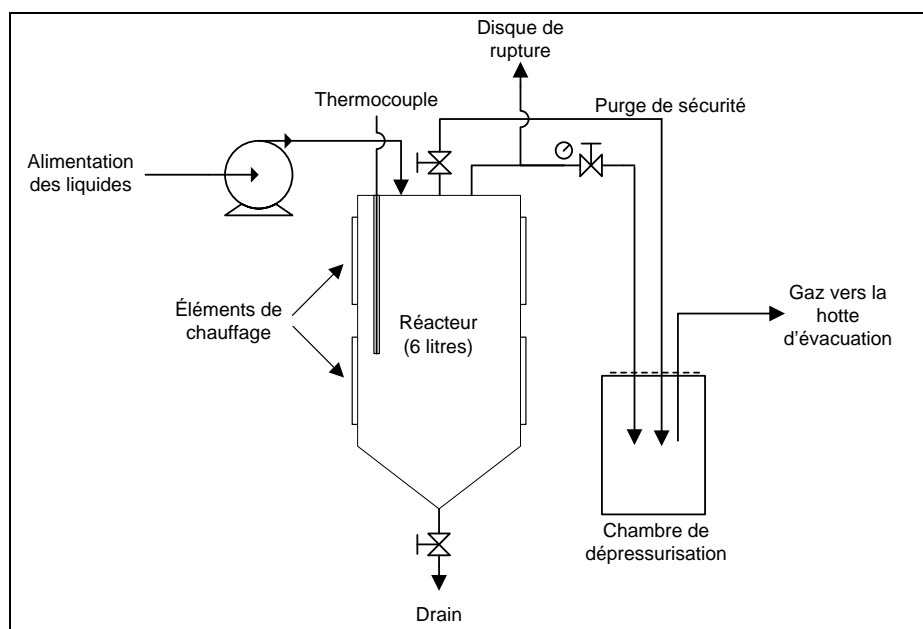 Disque de
rupture
Thermocouple
Purge de sécurité
Alimentation
des liquides
Éléments de
chauffage
Réacteur
(6 litres)
Gaz vers la
hotte
d'évacuation
Chambre de
dépressurisation
Drain